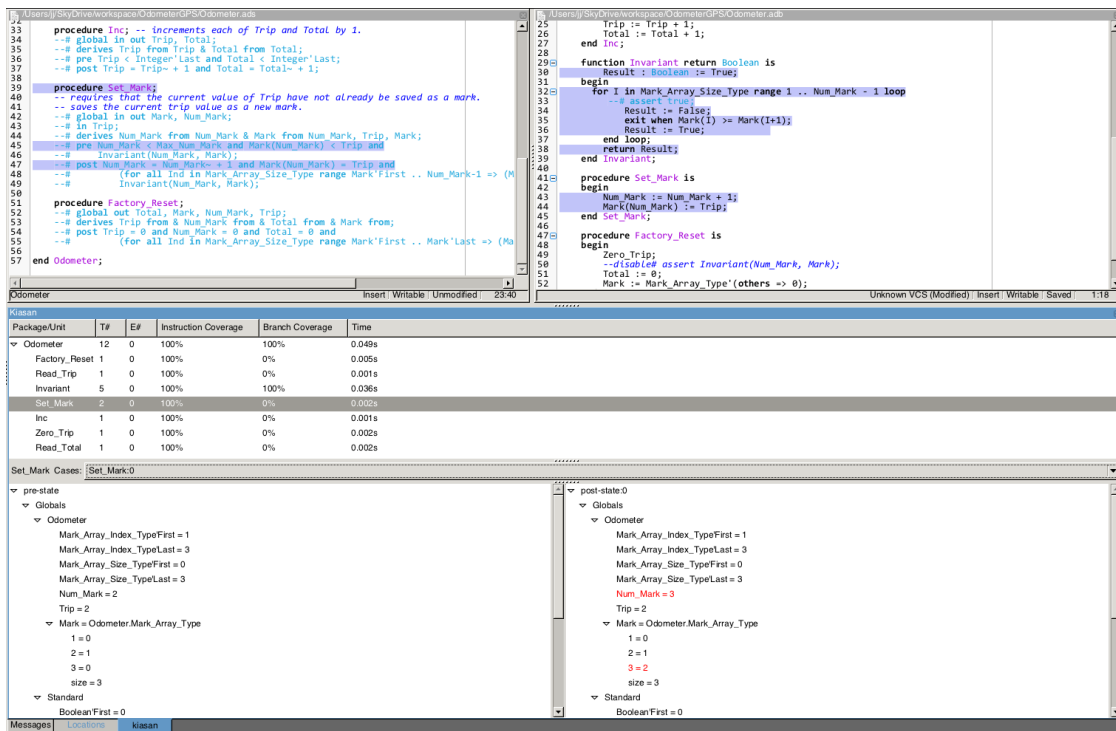 /Users/jj/SkyDrive/workspace/OdometerGPS/Odometer.ads
32
33 procedure Inc; -- increments each of Trip and Total by 1.
34 --# global in out Trip, Total;
35 --# derives Trip from Trip & Total from Total;
36 --# pre Trip < Integer'Last and Total < Integer'Last;
37 --# post Trip = Trip~ + 1 and Total = Total~ + 1;
38
39 procedure Set_Mark;
40 -- requires that the current value of Trip have not already be saved as a mark.
41 -- saves the current trip value as a new mark.
42 --# global in out Mark, Num_Mark;
43 --# in Trip;
44 --# derives Num_Mark from Num_Mark & Mark from Num_Mark, Trip, Mark;
45 --# pre Num_Mark < Max_Num_Mark and Mark(Num_Mark) < Trip and
46 --# Invariant(Num_Mark, Mark);
47 --# post Num_Mark = Num_Mark~ + 1 and Mark(Num_Mark) = Trip and
48 --# (for all Ind in Mark_Array_Size_Type range Mark'First .. Num_Mark-1 => (M
49 --# Invariant(Num_Mark, Mark);
50
51 procedure Factory_Reset;
52 --# global out Total, Mark, Num_Mark, Trip;
53 --# derives Trip from & Num_Mark from & Total from & Mark from;
54 --# post Trip = 0 and Num_Mark = 0 and Total = 0 and
55 --# (for all Ind in Mark_Array_Size_Type range Mark'First .. Mark'Last => (Ma
56
57 end Odometer;
Odometer Insert Writable Unmodified 23:40
/Users/jj/SkyDrive/workspace/OdometerGPS/Odometer.adb
25 Trip := Trip + 1;
26 Total := Total + 1;
27 end Inc;
28
29 function Invariant return Boolean is
30 Result : Boolean := True;
31 begin
32 for I in Mark_Array_Size_Type range 1 .. Num_Mark - 1 loop
33 --# assert true;
34 Result := False;
35 exit when Mark(I) >= Mark(I+1);
36 Result := True;
37 end loop;
38 return Result;
39 end Invariant;
40
41 procedure Set_Mark is
42 begin
43 Num_Mark := Num_Mark + 1;
44 Mark(Num_Mark) := Trip;
45 end Set_Mark;
46
47 procedure Factory_Reset is
48 begin
49 Zero_Trip;
50 --disable# assert Invariant(Num_Mark, Mark);
51 Total := 0;
52 Mark := Mark_Array_Type'(others => 0);
Unknown VCS (Modified) Insert Writable Saved 1:18
Kiasan
Package/Unit T# E# Instruction Coverage Branch Coverage Time
Odometer 12 0 100% 100% 0.049s
Factory_Reset 1 0 100% 0% 0.005s
Read_Trip 1 0 100% 0% 0.001s
Invariant 5 0 100% 100% 0.036s
Set_Mark 2 0 100% 0% 0.002s
Inc 1 0 100% 0% 0.001s
Zero_Trip 1 0 100% 0% 0.002s
Read_Total 1 0 100% 0% 0.002s
Set_Mark Cases: Set_Mark:0
pre-state
Globals
Odometer
Mark_Array_Index_Type'First = 1
Mark_Array_Index_Type'Last = 3
Mark_Array_Size_Type'First = 0
Mark_Array_Size_Type'Last = 3
Num_Mark = 2
Trip = 2
Mark = Odometer.Mark_Array_Type
1 = 0
2 = 1
3 = 0
size = 3
Standard
Boolean'First = 0
post-state:0
Globals
Odometer
Mark_Array_Index_Type'First = 1
Mark_Array_Index_Type'Last = 3
Mark_Array_Size_Type'First = 0
Mark_Array_Size_Type'Last = 3
Num_Mark = 3
Trip = 2
Mark = Odometer.Mark_Array_Type
1 = 0
2 = 1
3 = 2
size = 3
Standard
Boolean'First = 0
Messages Locations kiasan